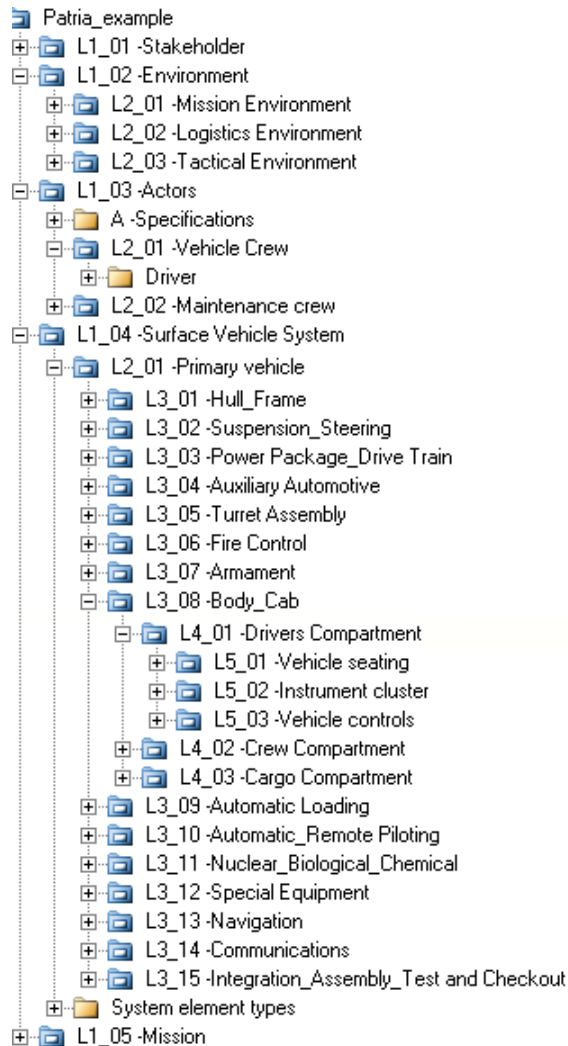 Patria_example
L1_01 -Stakeholder
L1_02 -Environment
L2_01 -Mission Environment
L2_02 -Logistics Environment
L2_03 -Tactical Environment
L1_03 -Actors
A -Specifications
L2_01 -Vehicle Crew
Driver
L2_02 -Maintenance crew
L1_04 -Surface Vehicle System
L2_01 -Primary vehicle
L3_01 -Hull_Frame
L3_02 -Suspension_Steering
L3_03 -Power Package_Drive Train
L3_04 -Auxiliary Automotive
L3_05 -Turret Assembly
L3_06 -Fire Control
L3_07 -Armament
L3_08 -Body_Cab
L4_01 -Drivers Compartment
L5_01 -Vehicle seating
L5_02 -Instrument cluster
L5_03 -Vehicle controls
L4_02 -Crew Compartment
L4_03 -Cargo Compartment
L3_09 -Automatic Loading
L3_10 -Automatic_Remote Piloting
L3_11 -Nuclear_Biological_Chemical
L3_12 -Special Equipment
L3_13 -Navigation
L3_14 -Communications
L3_15 -Integration_Assembly_Test and Checkout
System element types
L1_05 -Mission